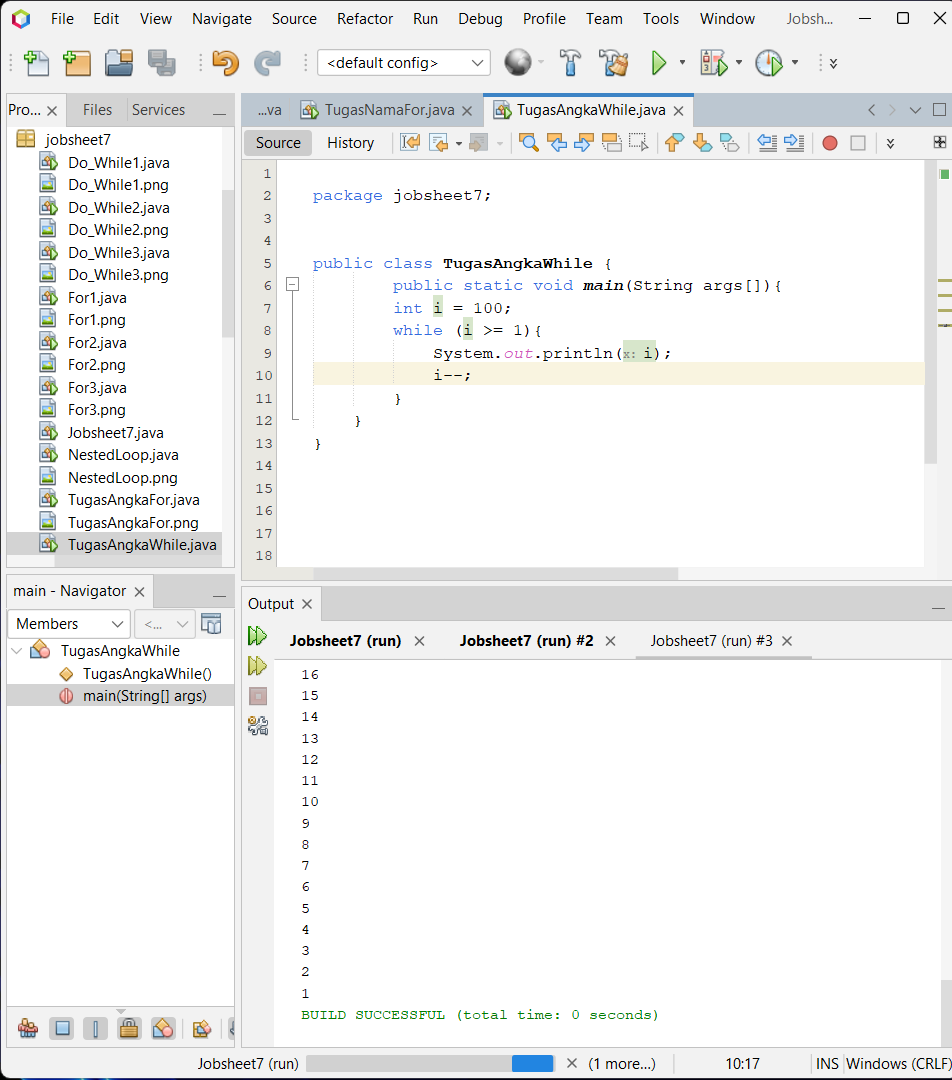 File Edit View Navigate Source Refactor Run Debug Profile Team Tools Window Jobsh...
<default config>
Pro... Files Services
...va TugasNamaFor.java TugasAngkaWhile.java
Source History
jobsheet7
Do_While1.java
Do_While1.png
Do_While2.java
Do_While2.png
Do_While3.java
Do_While3.png
For1.java
For1.png
For2.java
For2.png
For3.java
For3.png
Jobsheet7.java
NestedLoop.java
NestedLoop.png
TugasAngkaFor.java
TugasAngkaFor.png
TugasAngkaWhile.java
1
2 package jobsheet7;
3
4
5 public class TugasAngkaWhile {
6 public static void main(String args[]){
7 int i = 100;
8 while (i >= 1){
9 System.out.println(x: i);
10 i--;
11 }
12 }
13 }
14
15
16
17
18
main - Navigator
Members <...
TugasAngkaWhile
TugasAngkaWhile()
main(String[] args)
Output
Jobsheet7 (run) Jobsheet7 (run) #2 Jobsheet7 (run) #3
16
15
14
13
12
11
10
9
8
7
6
5
4
3
2
1
BUILD SUCCESSFUL (total time: 0 seconds)
Jobsheet7 (run) (1 more...) 10:17 INS Windows (CRLF)